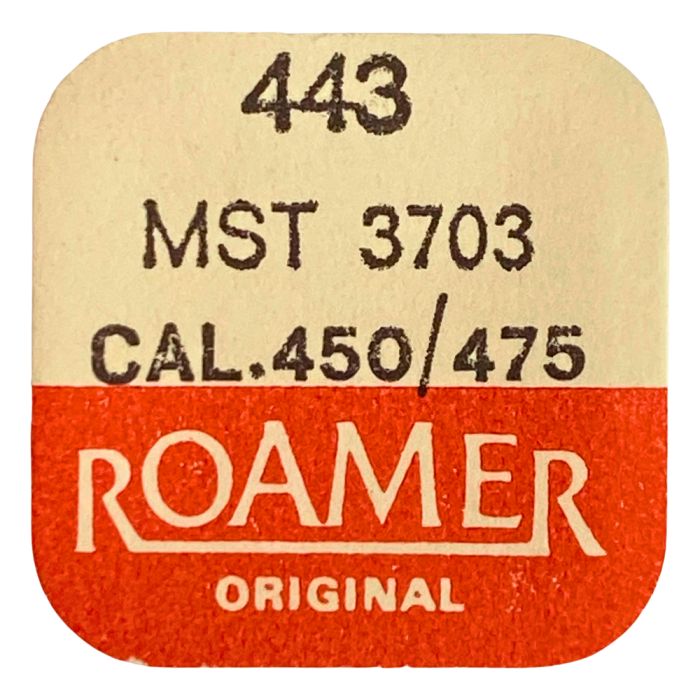 443
MST 3703
CAL.450/475
ROAMER
ORIGINAL